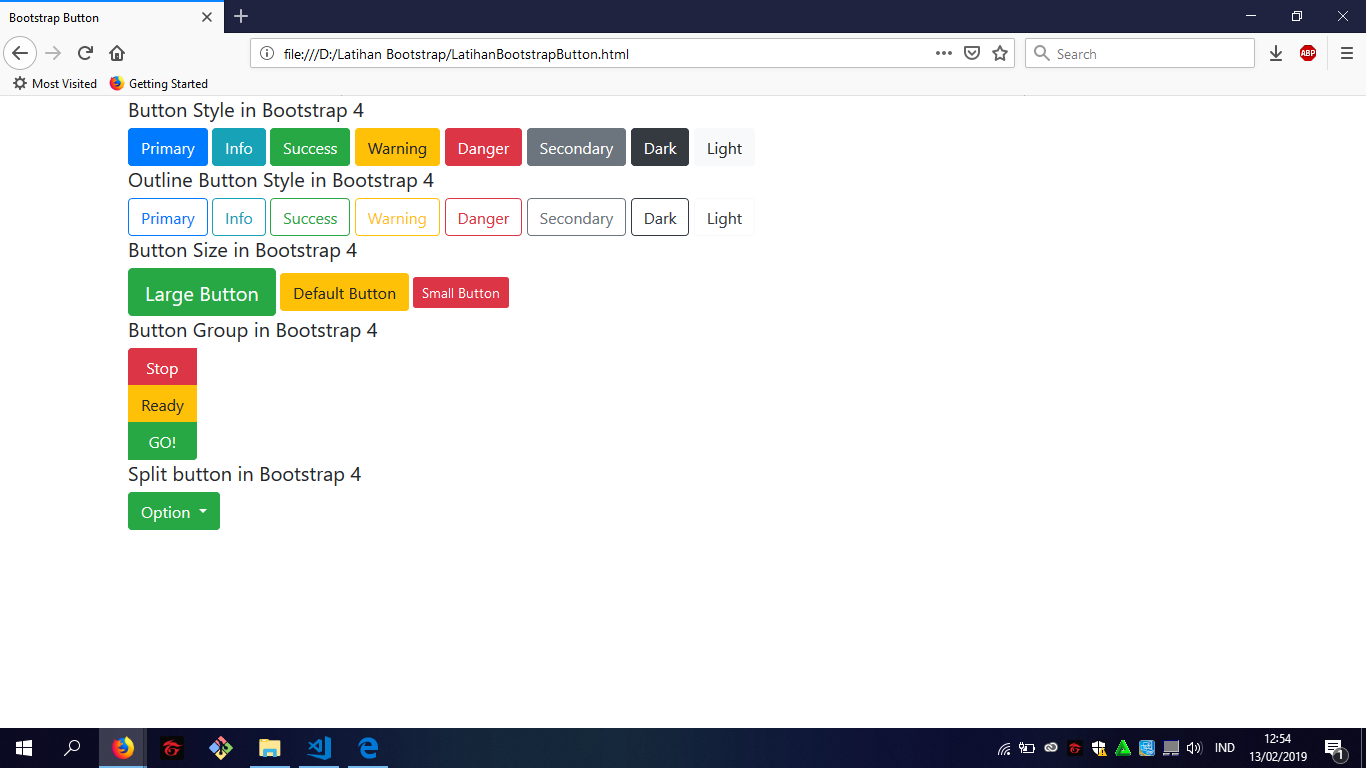 Bootstrap Button
file:///D:/Latihan Bootstrap/LatihanBootstrapButton.html
Search
ABP
Most Visited Getting Started
Button Style in Bootstrap 4
Primary Info Success Warning Danger Secondary Dark Light
Outline Button Style in Bootstrap 4
Primary Info Success Warning Danger Secondary Dark Light
Button Size in Bootstrap 4
Large Button Default Button Small Button
Button Group in Bootstrap 4
Stop
Ready
GO!
Split button in Bootstrap 4
Option
IND
12:54
13/02/2019
1